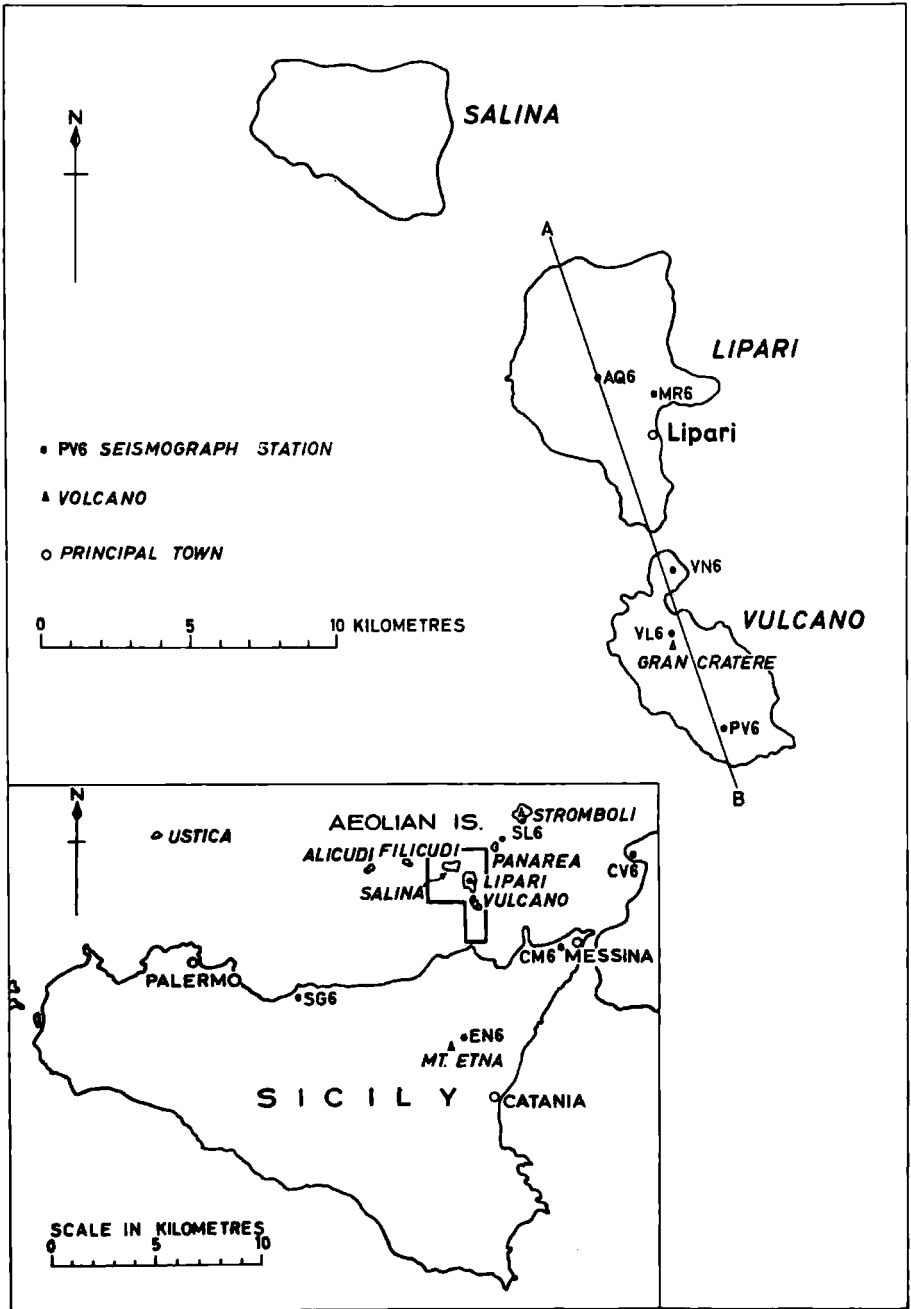 N
SALINA
A
LIPARI
AQ6
MR6
Lipari
PV6 SEISMOGRAPH STATION
VOLCANO
PRINCIPAL TOWN
VN6
0 5 10 KILOMETRES
VULCANO
VL6
GRAN CRATERE
PV6
B
N
USTICA
AEOLIAN IS.
STROMBOLI
SL6
ALICUDI
FILICUDI
PANAREA
CV6
SALINA
LIPARI
VULCANO
CM6
MESSINA
PALERMO
SG6
EN6
MT. ETNA
SICILY
CATANIA
SCALE IN KILOMETRES
0 5 10